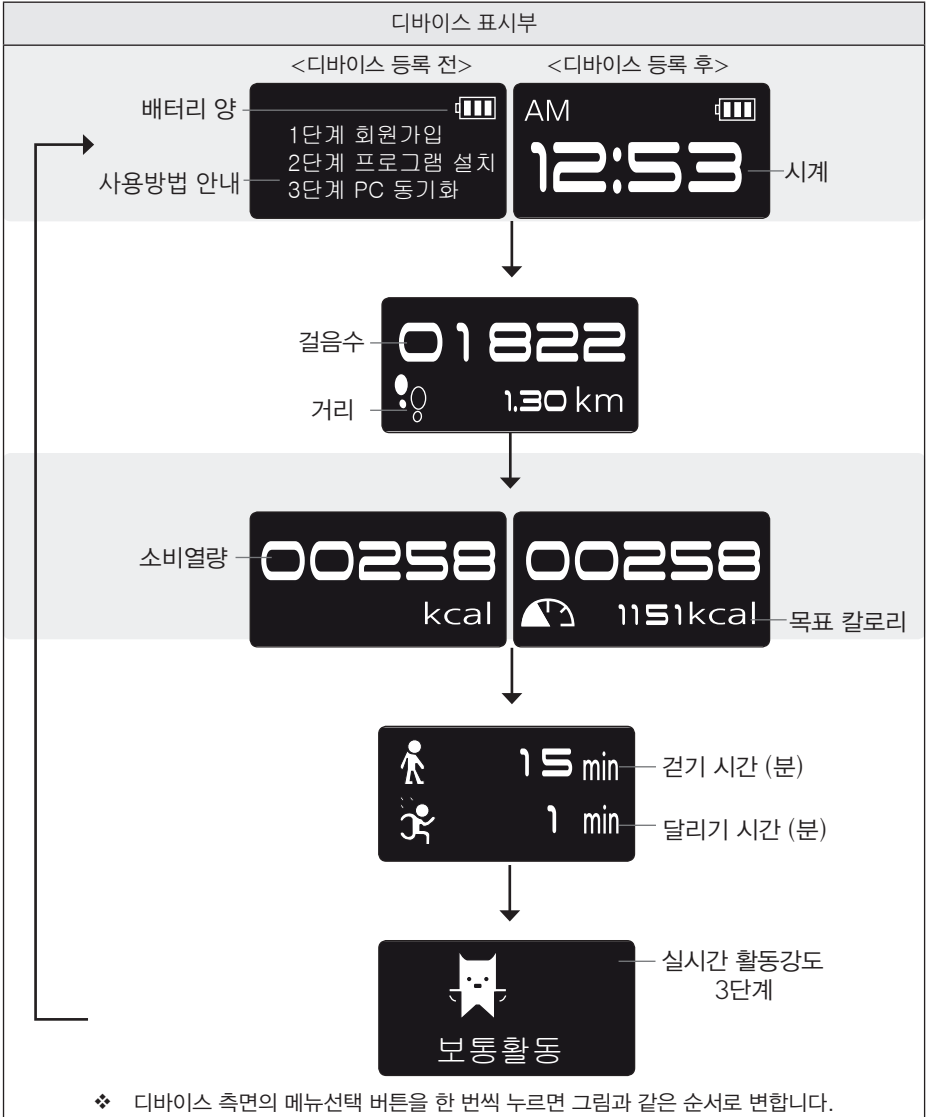 디바이스 표시부
<디바이스 등록 전> <디바이스 등록 후>
배터리 양
1단계 회원가입
2단계 프로그램 설치
3단계 PC 동기화
사용방법 안내
AM
12:53
시계
걸음수
01822
거리
1.30 km
소비열량
00258
kcal
00258
1151kcal
목표 칼로리
15 min
걷기 시간 (분)
1 min
달리기 시간 (분)
실시간 활동강도
3단계
보통활동
❖ 디바이스 측면의 메뉴선택 버튼을 한 번씩 누르면 그림과 같은 순서로 변합니다.